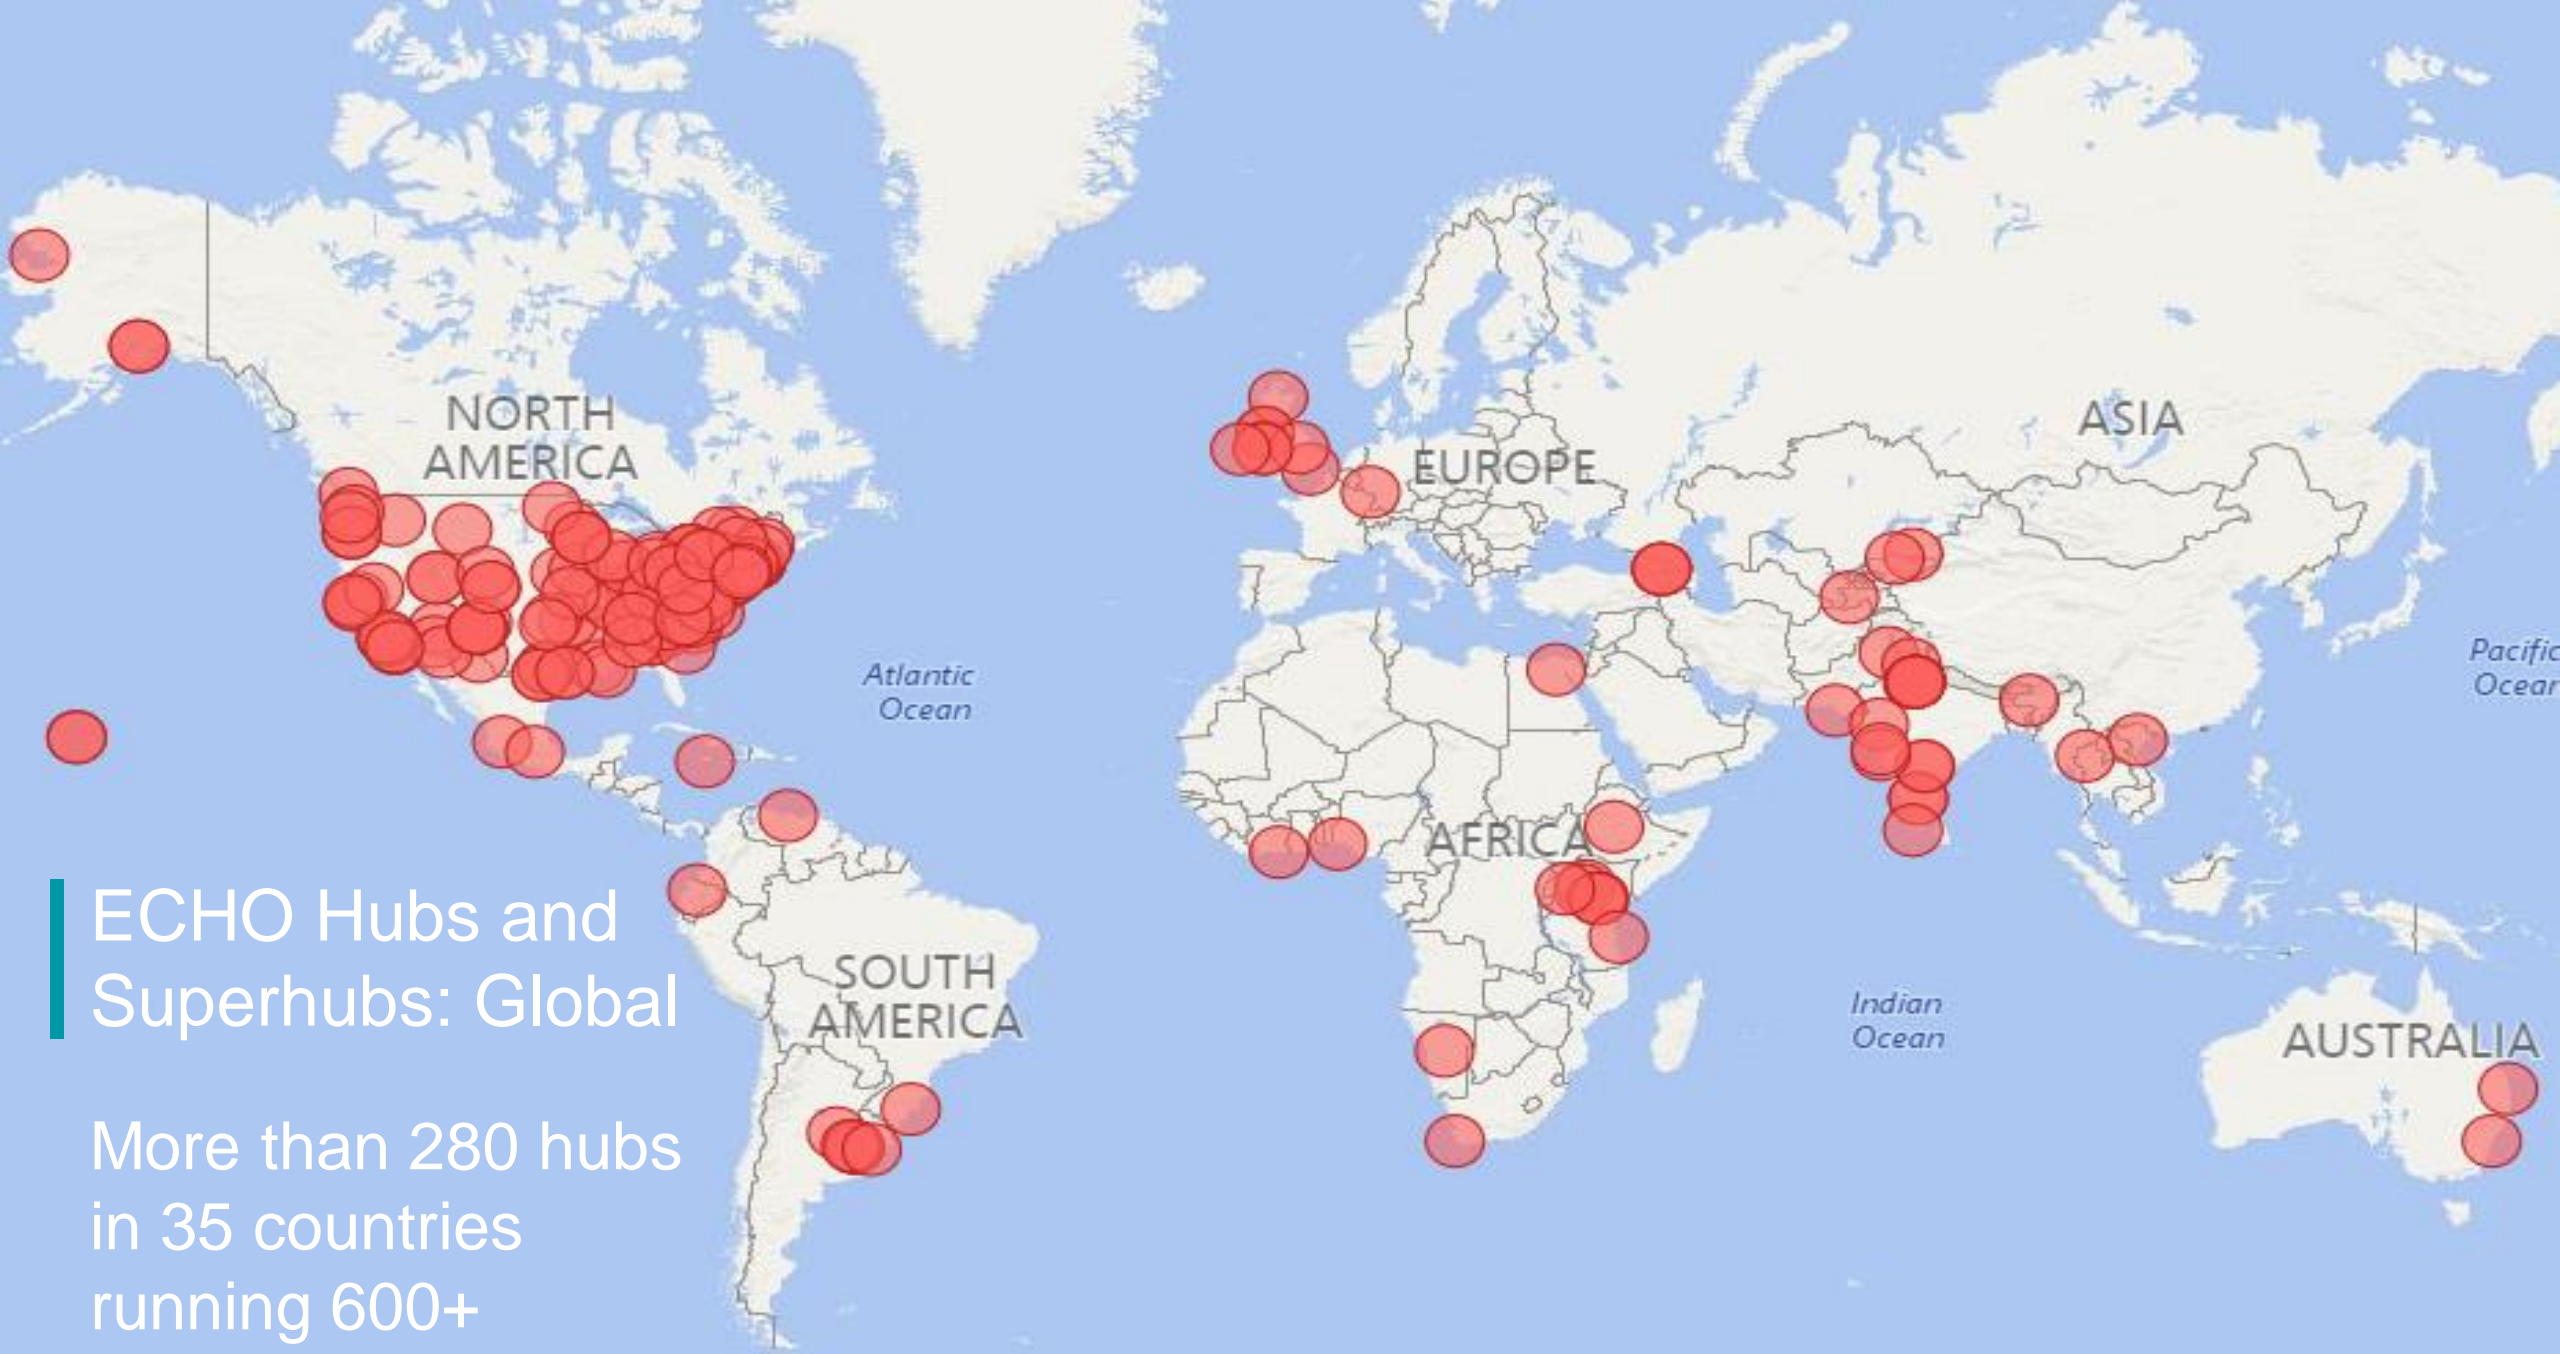 NORTH
AMERICA
EUROPE
ASIA
Atlantic
Ocean
Pacific
Ocean
AFRICA
SOUTH
AMERICA
Indian
Ocean
AUSTRALIA
ECHO Hubs and
Superhubs: Global
More than 280 hubs
in 35 countries
running 600+